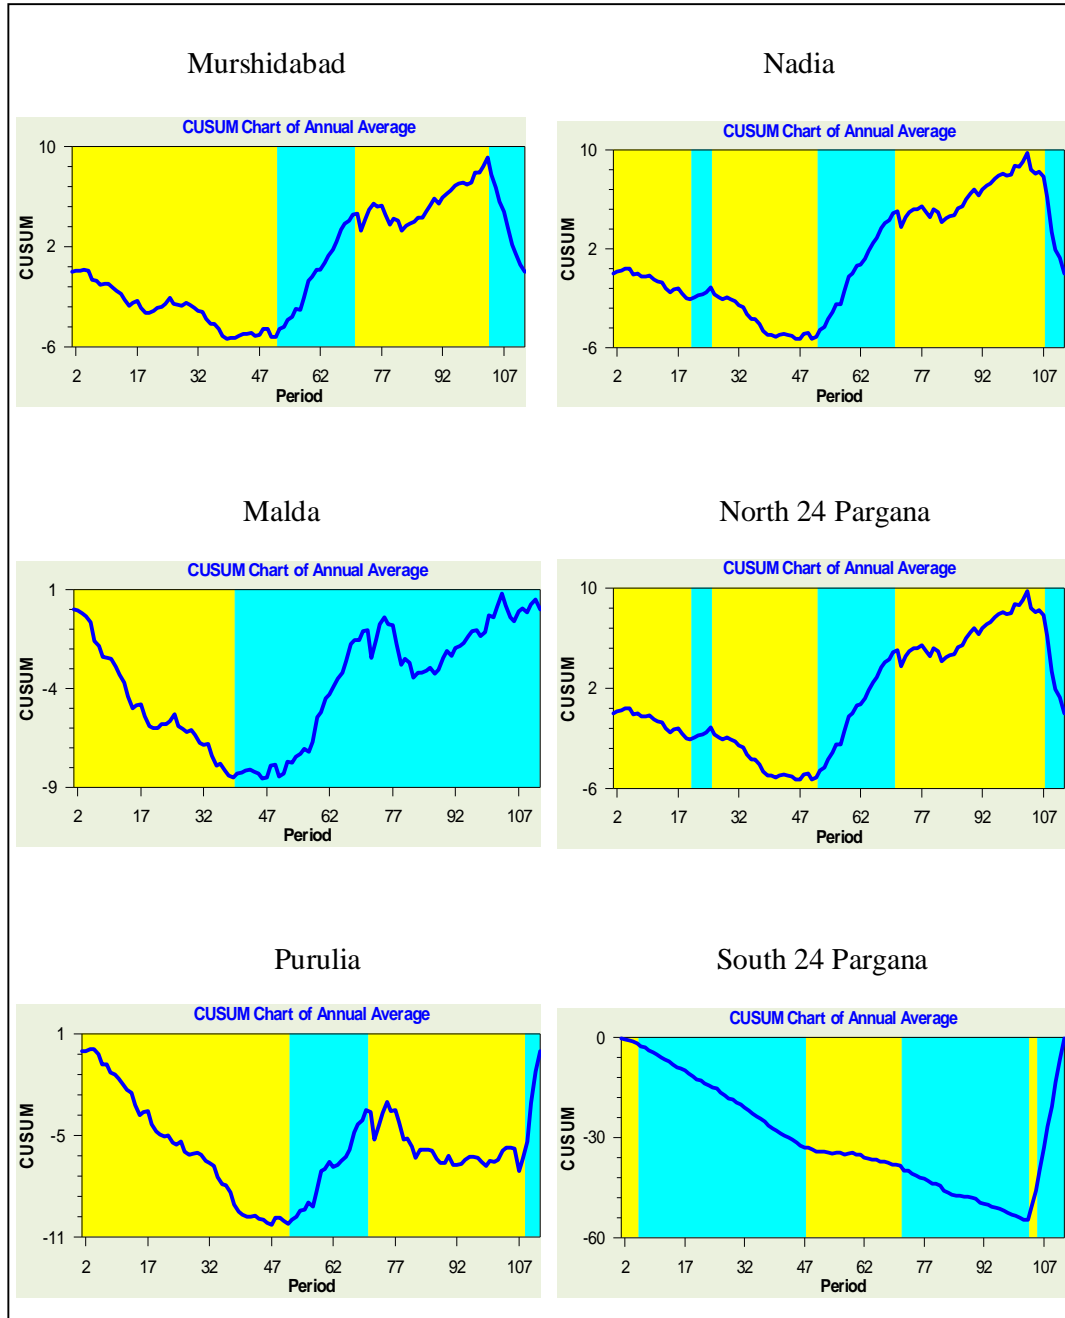 Murshidabad
Nadia
CUSUM Chart of Annual Average
10
2
-6
CUSUM
2 17 32 47 62 77 92 107
Period
CUSUM Chart of Annual Average
10
2
-6
CUSUM
2 17 32 47 62 77 92 107
Period
Malda
North 24 Pargana
CUSUM Chart of Annual Average
1
-4
-9
CUSUM
2 17 32 47 62 77 92 107
Period
CUSUM Chart of Annual Average
10
2
-6
CUSUM
2 17 32 47 62 77 92 107
Period
Purulia
South 24 Pargana
CUSUM Chart of Annual Average
1
-5
-11
CUSUM
2 17 32 47 62 77 92 107
Period
CUSUM Chart of Annual Average
0
-30
-60
CUSUM
2 17 32 47 62 77 92 107
Period